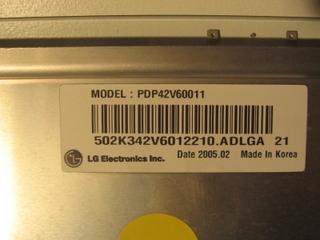 MODEL : PDP42V60011
502K342V6012210.ADLGA 21
LG Electronics Inc. Date 2005.02 Made In Korea